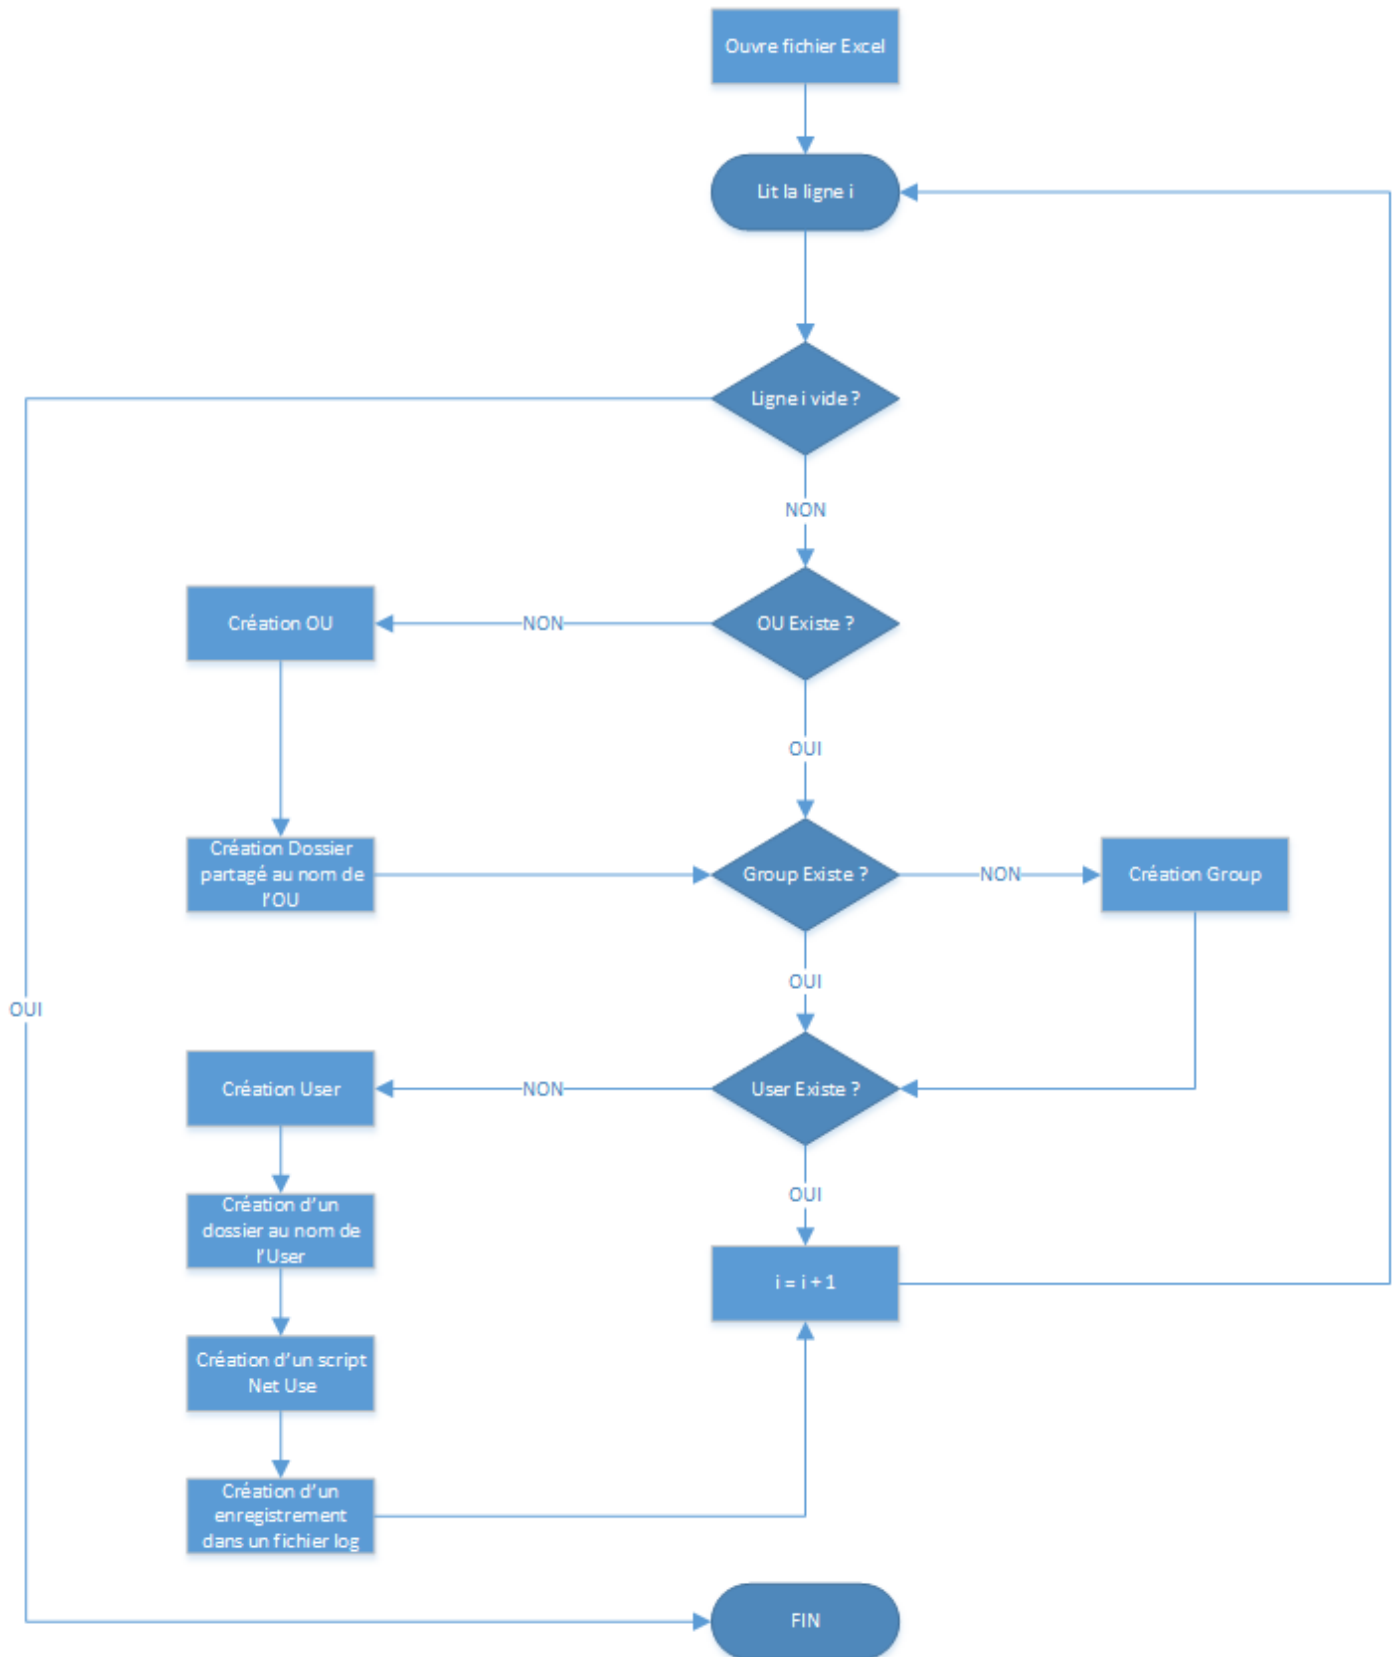 Ouvre fichier Excel
Lit la ligne i
Ligne i vide ?
NON
Création OU
NON
OU Existe ?
OUI
Création Dossier
partagé au nom de
l'OU
Group Existe ?
NON
Création Group
OUI
OUI
Création User
NON
User Existe ?
OUI
Création d'un
dossier au nom de
l'User
i = i + 1
Création d'un script
Net Use
Création d'un
enregistrement
dans un fichier log
FIN